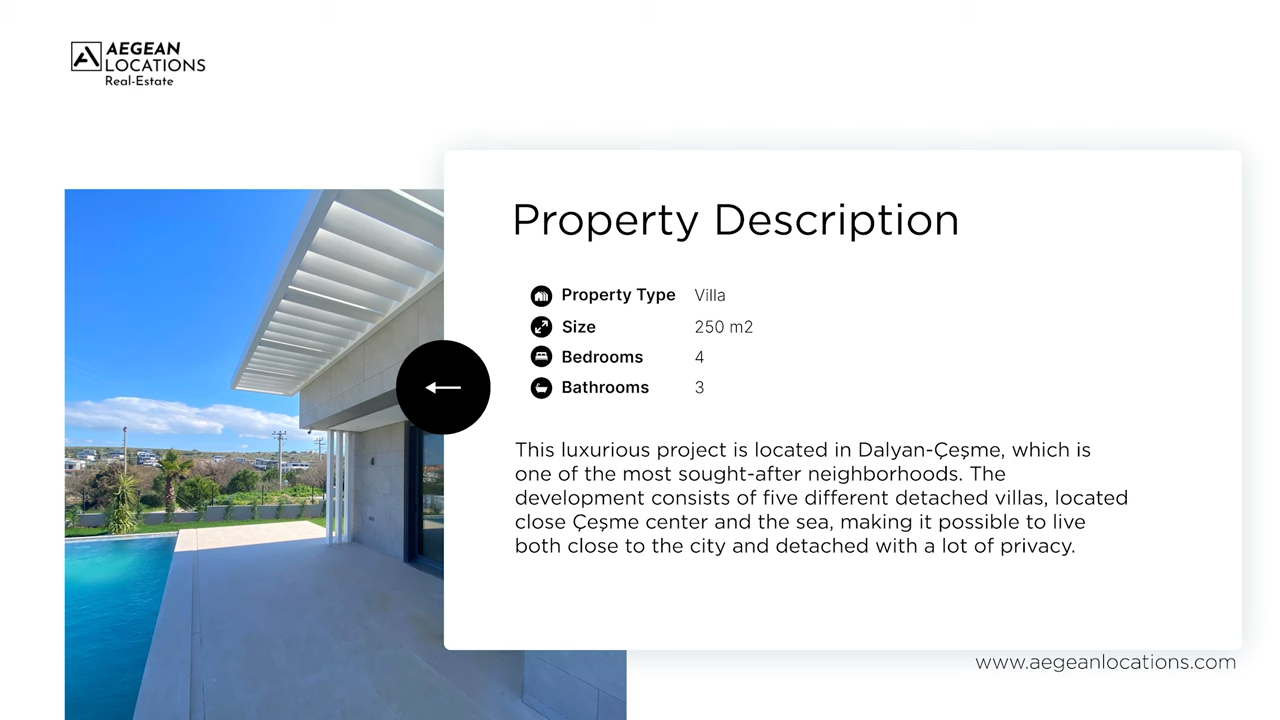 AEGEAN
LOCATIONS
Real-Estate
Property Description
Property Type Villa
Size 250 m2
Bedrooms 4
Bathrooms 3
This luxurious project is located in Dalyan-Çeşme, which is
one of the most sought-after neighborhoods. The
development consists of five different detached villas, located
close Çeşme center and the sea, making it possible to live
both close to the city and detached with a lot of privacy.
www.aegeanlocations.com